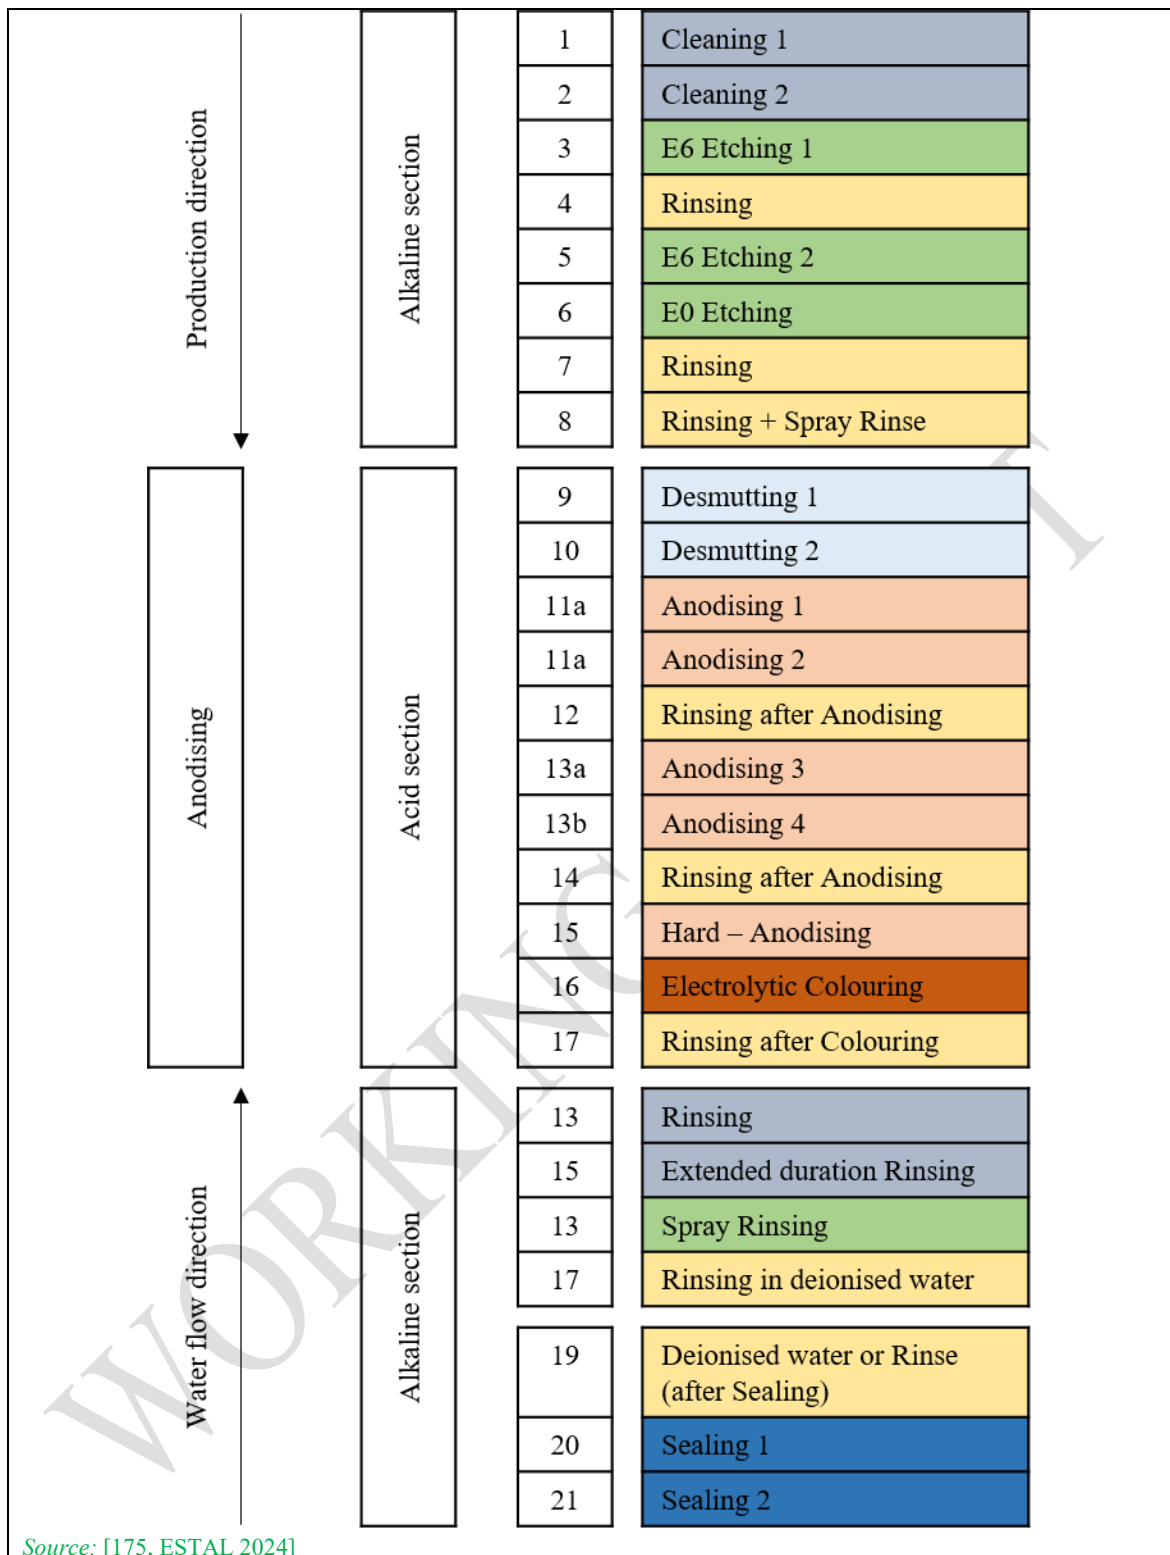 Production direction
Alkaline section
1 Cleaning 1
2 Cleaning 2
3 E6 Etching 1
4 Rinsing
5 E6 Etching 2
6 E0 Etching
7 Rinsing
8 Rinsing + Spray Rinse
Anodising
Acid section
9 Desmutting 1
10 Desmutting 2
11a Anodising 1
11a Anodising 2
12 Rinsing after Anodising
13a Anodising 3
13b Anodising 4
14 Rinsing after Anodising
15 Hard – Anodising
16 Electrolytic Colouring
17 Rinsing after Colouring
Water flow direction
Alkaline section
13 Rinsing
15 Extended duration Rinsing
13 Spray Rinsing
17 Rinsing in deionised water
19 Deionised water or Rinse
(after Sealing)
20 Sealing 1
21 Sealing 2
WORKING
T
Source: [175, ESTAL 2024]